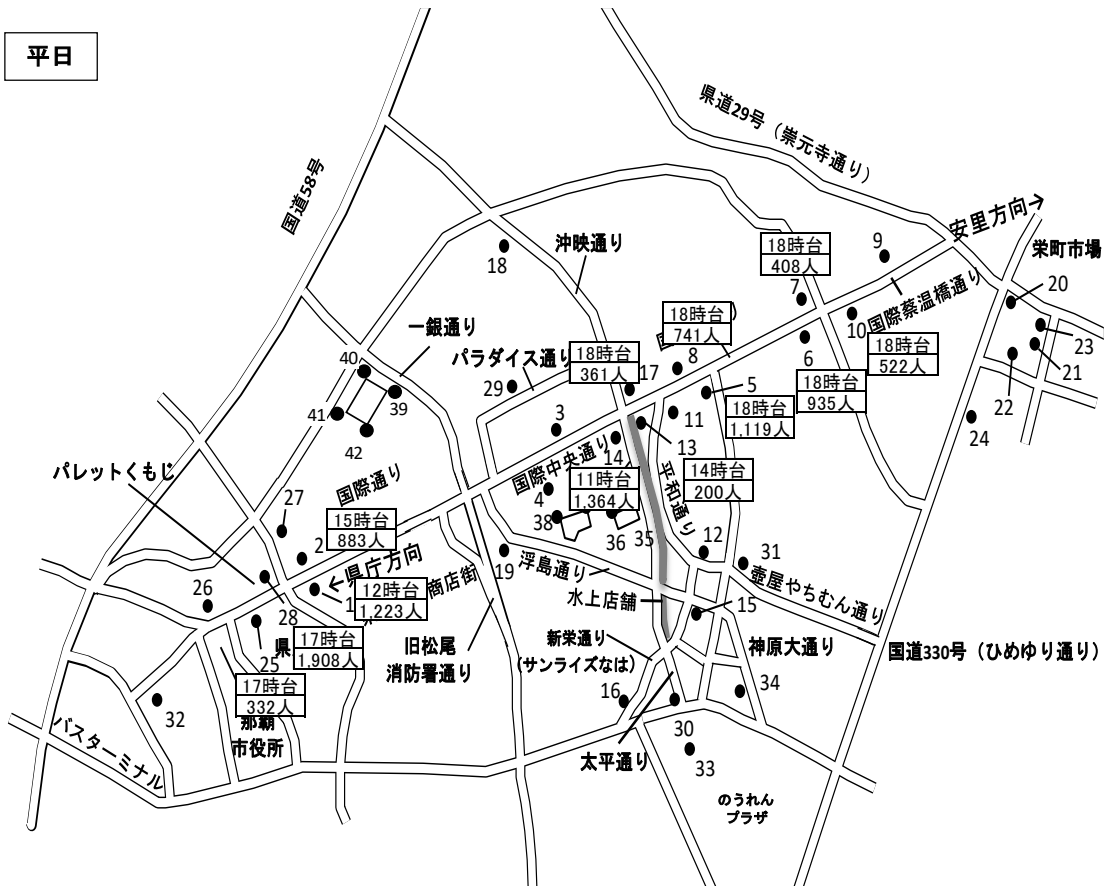 平日
県道29号（崇元寺通り）
国道58号
安里方向→
栄町市場
沖映通り
18
18時台
408人
9
7
20
国際蔡温橋通り
10
23
21
22
24
一銀通り
パラダイス通り
18時台
741人
18時台
361人
17
8
6
18時台
522人
18時台
935人
40
39
41
42
29
3
5
18時台
1,119人
11
13
14
国際中央通り
11時台
1,364人
平和通り
14時台
200人
パレットくもじ
国際通り
27
15時台
883人
2
4
38
36
35
12
31
←県庁方向
商店街
19
浮島通り
壺屋やちむん通り
26
28
1
12時台
1,223人
水上店舗
15
25
県
17時台
1,908人
旧松尾
消防署通り
新栄通り
（サンライズなは）
神原大通り
国道330号（ひめゆり通り）
17時台
332人
那覇
市役所
32
16
34
30
太平通り
33
バスターミナル
のうれん
プラザ